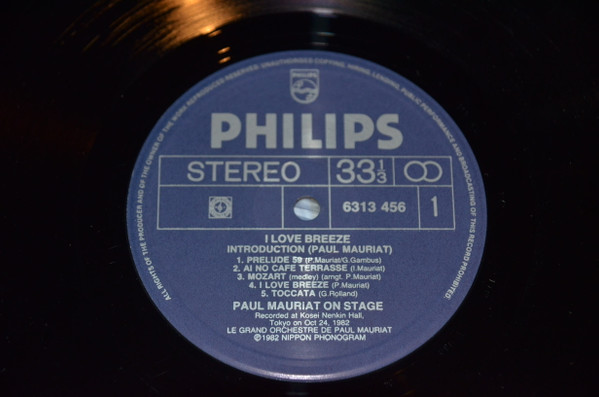 ALL RIGHTS OF THE PRODUCER AND OF THE OWNER OF THE WORK REPRODUCED RESERVED. UNAUTHORISED COPYING, HIRING, LENDING, PUBLIC PERFORMANCE AND BROADCASTING OF THIS RECORD PROHIBITED.
PHILIPS
PHILIPS
STEREO 33 1/3
6313 456 1
I LOVE BREEZE
INTRODUCTION (PAUL MAURIAT)
1. PRELUDE 59 (P.Mauriat/G.Gambus)
2. AI NO CAFE TERRASSE (I.Mauriat)
3. MOZART (medley) (arngt. P.Mauriat)
4. I LOVE BREEZE (P.Mauriat)
5. TOCCATA (G.Rolland)
PAUL MAURIAT ON STAGE
Recorded at Kosei Nenkin Hall,
Tokyo on Oct 24, 1982
LE GRAND ORCHESTRE DE PAUL MAURIAT
©1982 NIPPON PHONOGRAM